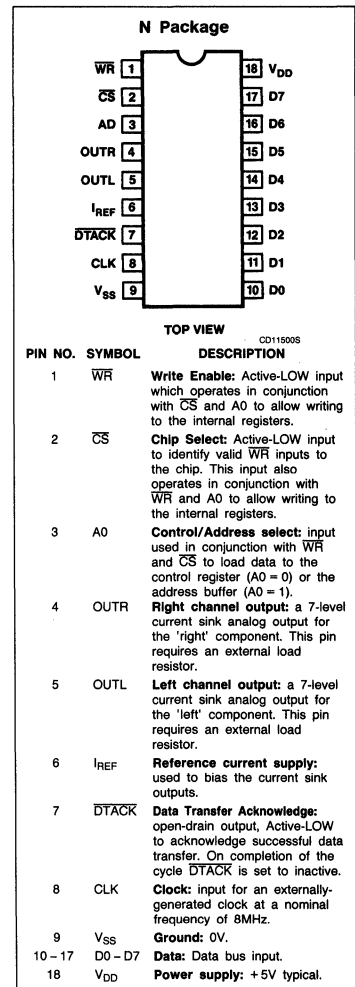 N Package
WR 1
18 VDD
CS 2
17 D7
AD 3
16 D6
OUTR 4
15 D5
OUTL 5
14 D4
IREF 6
13 D3
DTACK 7
12 D2
CLK 8
11 D1
VSS 9
10 D0
TOP VIEW
CD11500S
PIN NO. SYMBOL DESCRIPTION
1 WR Write Enable: Active-LOW input
which operates in conjunction
with CS and A0 to allow writing
to the internal registers.
2 CS Chip Select: Active-LOW input
to identify valid WR inputs to
the chip. This input also
operates in conjunction with
WR and A0 to allow writing to
the internal registers.
3 A0 Control/Address select: input
used in conjunction with WR
and CS to load data to the
control register (A0 = 0) or the
address buffer (A0 = 1).
4 OUTR Right channel output: a 7-level
current sink analog output for
the 'right' component. This pin
requires an external load
resistor.
5 OUTL Left channel output: a 7-level
current sink analog output for
the 'left' component. This pin
requires an external load
resistor.
6 IREF Reference current supply:
used to bias the current sink
outputs.
7 DTACK Data Transfer Acknowledge:
open-drain output, Active-LOW
to acknowledge successful data
transfer. On completion of the
cycle DTACK is set to inactive.
8 CLK Clock: input for an externally-
generated clock at a nominal
frequency of 8MHz.
9 VSS Ground: 0V.
10 – 17 D0 – D7 Data: Data bus input.
18 VDD Power supply: +5V typical.